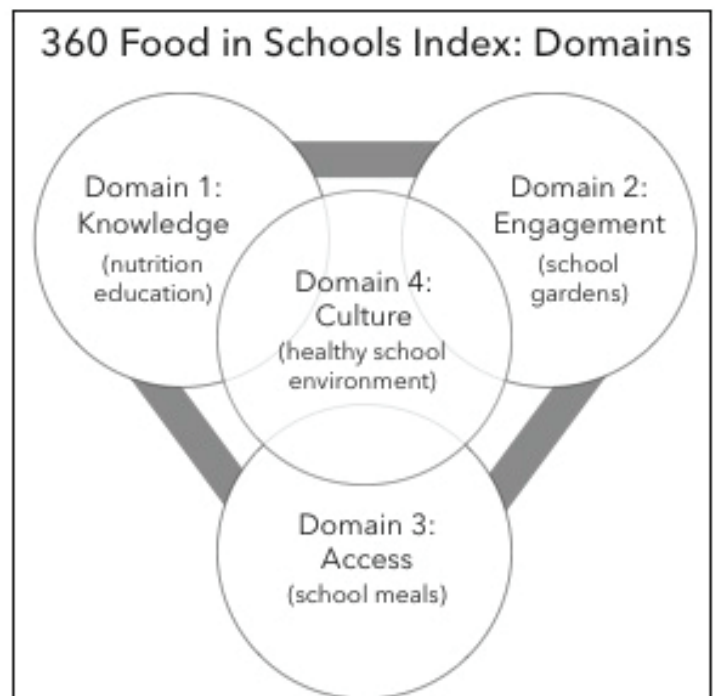 360 Food in Schools Index: Domains
Domain 1:
Knowledge
(nutrition
education)
Domain 2:
Engagement
(school
gardens)
Domain 4:
Culture
(healthy school
environment)
Domain 3:
Access
(school meals)